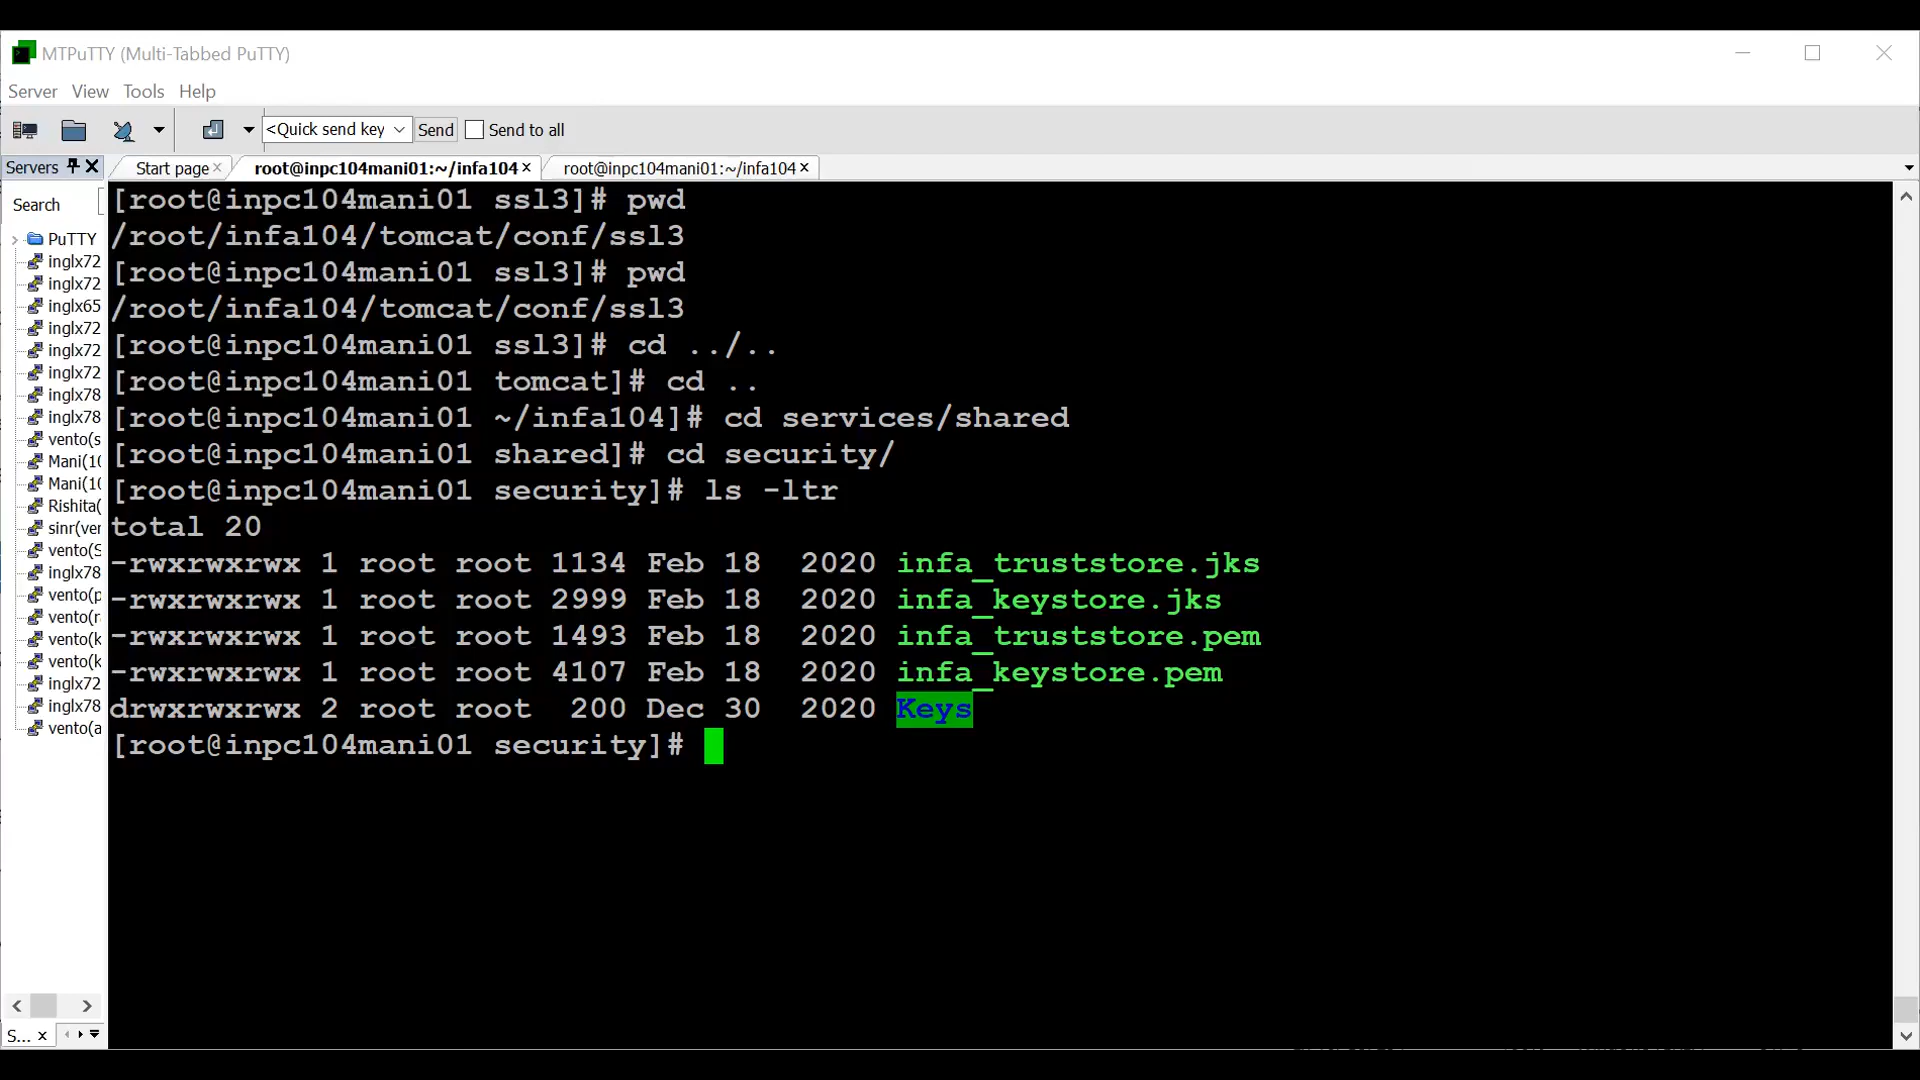 MTPuTTY (Multi-Tabbed PuTTY)
Server View Tools Help
<Quick send key Send Send to all
Servers Start page root@inpc104mani01:~/infa104 root@inpc104mani01:~/infa104
Search
PuTTY
inglx72
inglx72
inglx65
inglx72
inglx72
inglx72
inglx78
inglx78
vento(s
Mani(10
Mani(10
Rishita(
sinr(ver
vento(S
inglx78
vento(p
vento(ra
vento(k
vento(k
inglx72
inglx78
vento(a
S...
[root@inpc104mani01 ssl3]# pwd
/root/infa104/tomcat/conf/ssl3
[root@inpc104mani01 ssl3]# pwd
/root/infa104/tomcat/conf/ssl3
[root@inpc104mani01 ssl3]# cd ../..
[root@inpc104mani01 tomcat]# cd ..
[root@inpc104mani01 ~/infa104]# cd services/shared
[root@inpc104mani01 shared]# cd security/
[root@inpc104mani01 security]# ls -ltr
total 20
-rwxrwxrwx 1 root root 1134 Feb 18  2020 infa_truststore.jks
-rwxrwxrwx 1 root root 2999 Feb 18  2020 infa_keystore.jks
-rwxrwxrwx 1 root root 1493 Feb 18  2020 infa_truststore.pem
-rwxrwxrwx 1 root root 4107 Feb 18  2020 infa_keystore.pem
drwxrwxrwx 2 root root  200 Dec 30  2020 Keys
[root@inpc104mani01 security]#